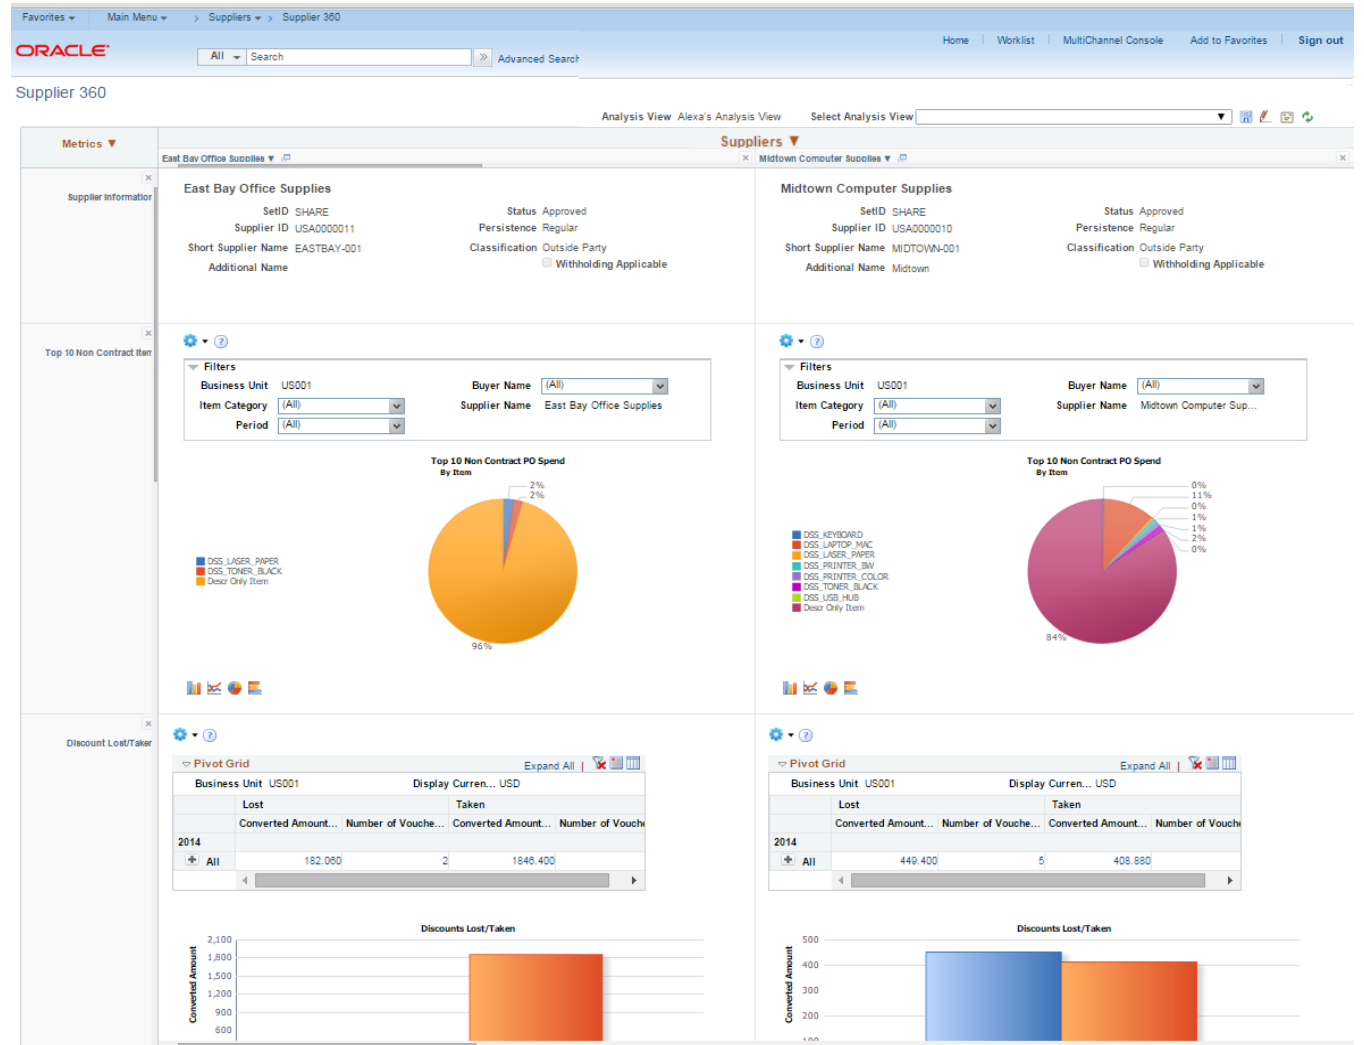 Favorites Main Menu > Suppliers > Supplier 360
ORACLE
All Search » Advanced Search
Home Worklist MultiChannel Console Add to Favorites Sign out
Supplier 360
Analysis View Alexa's Analysis View Select Analysis View
Metrics
Suppliers
East Bay Office Supplies
Midtown Computer Supplies
Supplier Information
East Bay Office Supplies
SetID SHARE Status Approved
Supplier ID USA0000011 Persistence Regular
Short Supplier Name EASTBAY-001 Classification Outside Party
Additional Name Withholding Applicable
Midtown Computer Supplies
SetID SHARE Status Approved
Supplier ID USA0000010 Persistence Regular
Short Supplier Name MIDTOWN-001 Classification Outside Party
Additional Name Midtown Withholding Applicable
Top 10 Non Contract Item
Filters
Business Unit US001 Buyer Name (All)
Item Category (All) Supplier Name East Bay Office Supplies
Period (All)
Top 10 Non Contract PO Spend
By Item
2%
2%
DSS_LASER_PAPER
DSS_TONER_BLACK
Descr Only Item
96%
Filters
Business Unit US001 Buyer Name (All)
Item Category (All) Supplier Name Midtown Computer Sup...
Period (All)
Top 10 Non Contract PO Spend
By Item
0%
11%
0%
1%
1%
2%
0%
DSS_KEYBOARD
DSS_LAPTOP_MAC
DSS_LASER_PAPER
DSS_PRINTER_BW
DSS_PRINTER_COLOR
DSS_TONER_BLACK
DSS_USB_HUB
Descr Only Item
84%
Discount Lost/Taken
Pivot Grid Expand All |
Business Unit US001 Display Curren... USD
Lost Taken
Converted Amount... Number of Vouche... Converted Amount... Number of Vouche
2014
All 182.060 2 1846.400
Discounts Lost/Taken
Converted Amount
2,100
1,800
1,500
1,200
900
600
Pivot Grid Expand All |
Business Unit US001 Display Curren... USD
Lost Taken
Converted Amount... Number of Vouche... Converted Amount... Number of Vouche
2014
All 449.400 5 408.880
Discounts Lost/Taken
Converted Amount
500
400
300
200
100